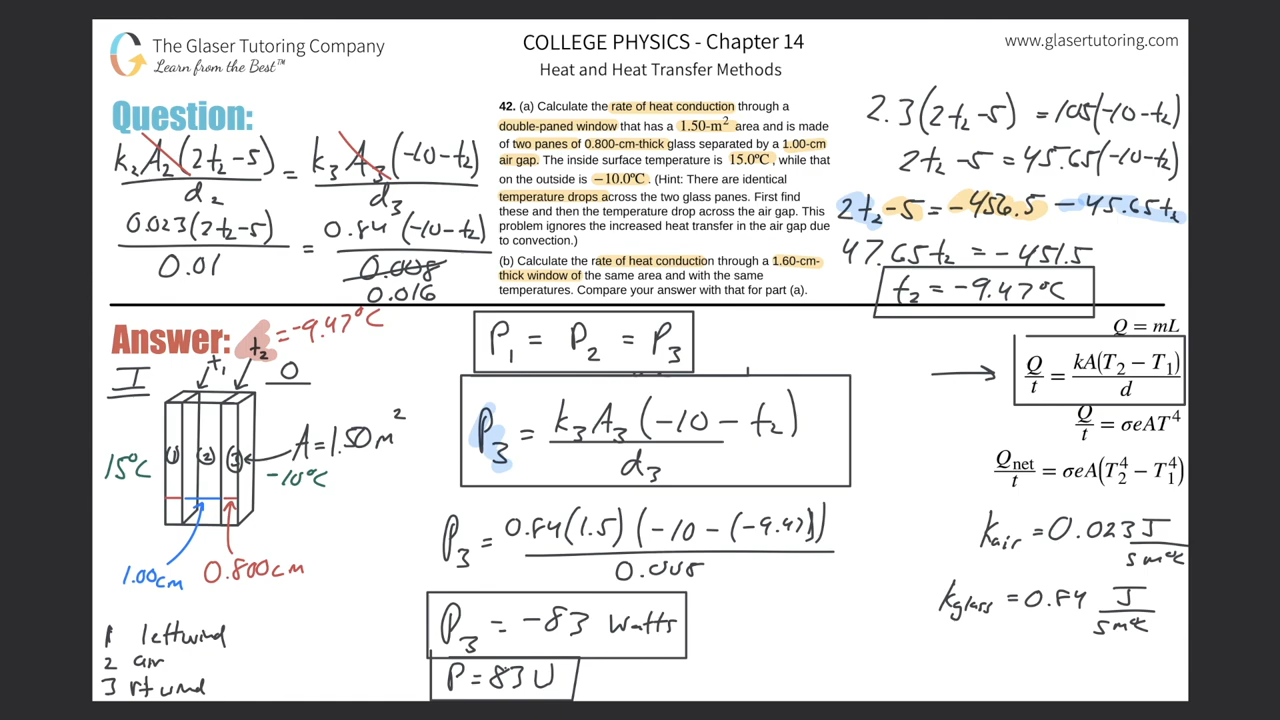 The Glaser Tutoring Company
Learn from the Best™
COLLEGE PHYSICS - Chapter 14
Heat and Heat Transfer Methods
www.glasertutoring.com
Question:
k₂A₂(2t₂-5) / d₂ = k₃A₃(-10-t₂) / d₃
0.023(2t₂-5) / 0.01 = 0.84(-10-t₂) / 0.008
0.016
42. (a) Calculate the rate of heat conduction through a
double-paned window that has a 1.50-m² area and is made
of two panes of 0.800-cm-thick glass separated by a 1.00-cm
air gap. The inside surface temperature is 15.0ºC, while that
on the outside is −10.0ºC. (Hint: There are identical
temperature drops across the two glass panes. First find
these and then the temperature drop across the air gap. This
problem ignores the increased heat transfer in the air gap due
to convection.)
(b) Calculate the rate of heat conduction through a 1.60-cm-
thick window of the same area and with the same
temperatures. Compare your answer with that for part (a).
2.3(2t₂-5) = 105(-10-t₂)
2t₂-5 = 45.65(-10-t₂)
2t₂-5 = -456.5 - 45.65t₂
47.65t₂ = -451.5
t₂ = -9.47°C
Answer:
t₂ = -9.47°C
t₁
I
O
① ② ③
A = 1.50m²
15°C
-10°C
1.00cm
0.800cm
1 left wind
2 air
3 rt wind
P₁ = P₂ = P₃
P₃ = k₃A₃(-10-t₂) / d₃
P₃ = 0.84(1.5)(-10-(-9.47)) / 0.008
P₃ = -83 Watts
P = 83 W
Q = mL
Q/t = kA(T₂ − T₁)/d
Q/t = σeAT⁴
Qnet/t = σeA(T₂⁴ − T₁⁴)
kair = 0.023 J/sm°C
kglass = 0.84 J/sm°C